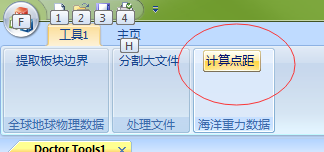 1 2 3 4
F
工具1 主页
H
提取板块边界 分割大文件 计算点距
全球地球物理数据 处理文件 海洋重力数据
Doctor Tools1